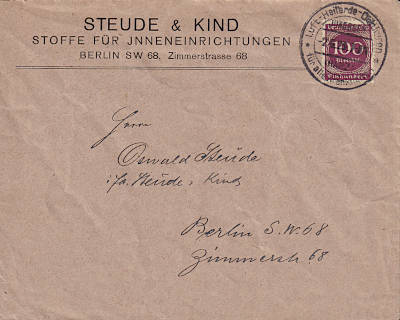 STEUDE & KIND
STOFFE FÜR JNNENEINRICHTUNGEN
BERLIN SW 68, Zimmerstrasse 68
100
Herrn
Oswald Steude
i/fa. Steude & Kind
Berlin S.W. 68
Zimmerstr 68